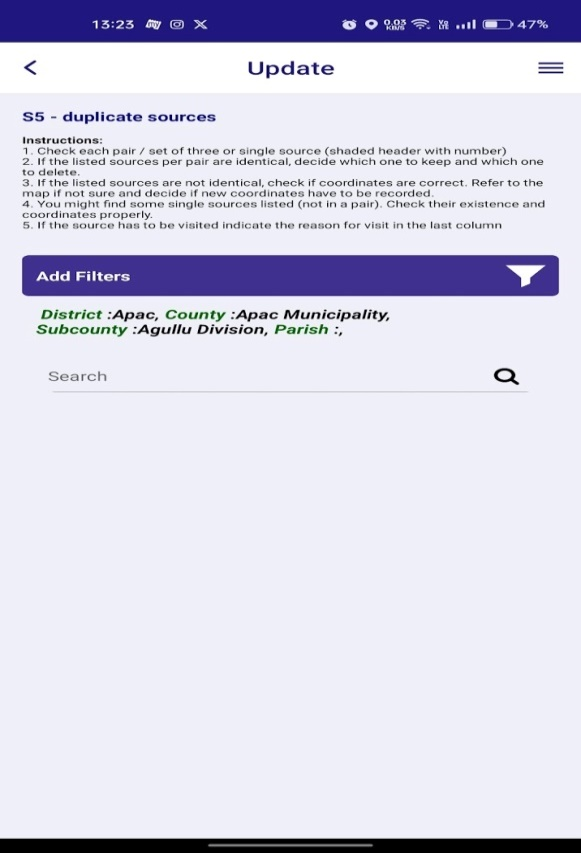 13:23 0.03 KB/S Vo LTE 47%
Update
S5 - duplicate sources
Instructions:
1. Check each pair / set of three or single source (shaded header with number)
2. If the listed sources per pair are identical, decide which one to keep and which one
to delete.
3. If the listed sources are not identical, check if coordinates are correct. Refer to the
map if not sure and decide if new coordinates have to be recorded.
4. You might find some single sources listed (not in a pair). Check their existence and
coordinates properly.
5. If the source has to be visited indicate the reason for visit in the last column
Add Filters
District :Apac, County :Apac Municipality,
Subcounty :Agullu Division, Parish :,
Search